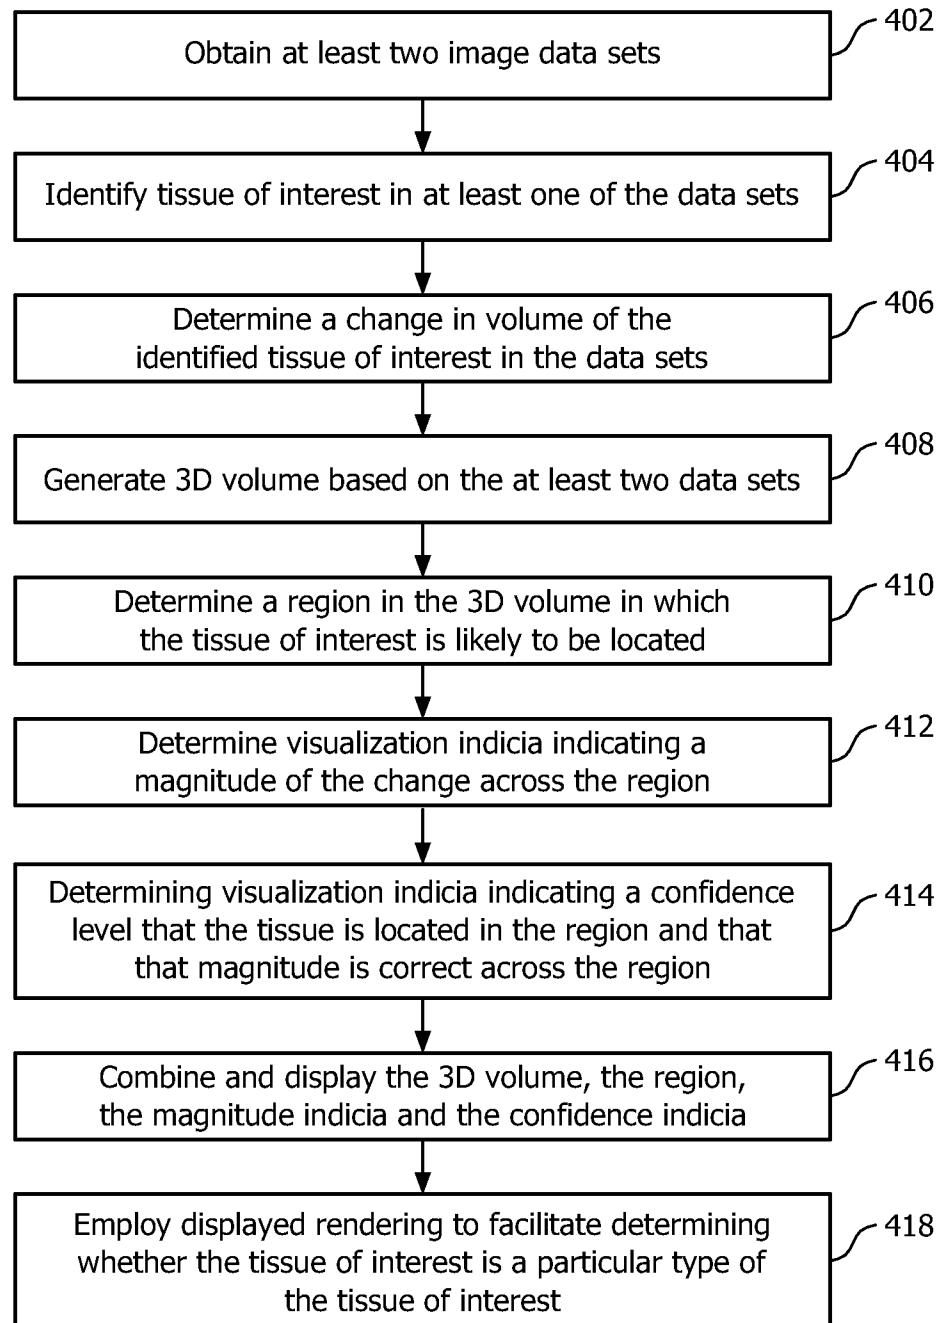 402
Obtain at least two image data sets
404
Identify tissue of interest in at least one of the data sets
406
Determine a change in volume of the
identified tissue of interest in the data sets
408
Generate 3D volume based on the at least two data sets
410
Determine a region in the 3D volume in which
the tissue of interest is likely to be located
412
Determine visualization indicia indicating a
magnitude of the change across the region
414
Determining visualization indicia indicating a confidence
level that the tissue is located in the region and that
that magnitude is correct across the region
416
Combine and display the 3D volume, the region,
the magnitude indicia and the confidence indicia
418
Employ displayed rendering to facilitate determining
whether the tissue of interest is a particular type of
the tissue of interest